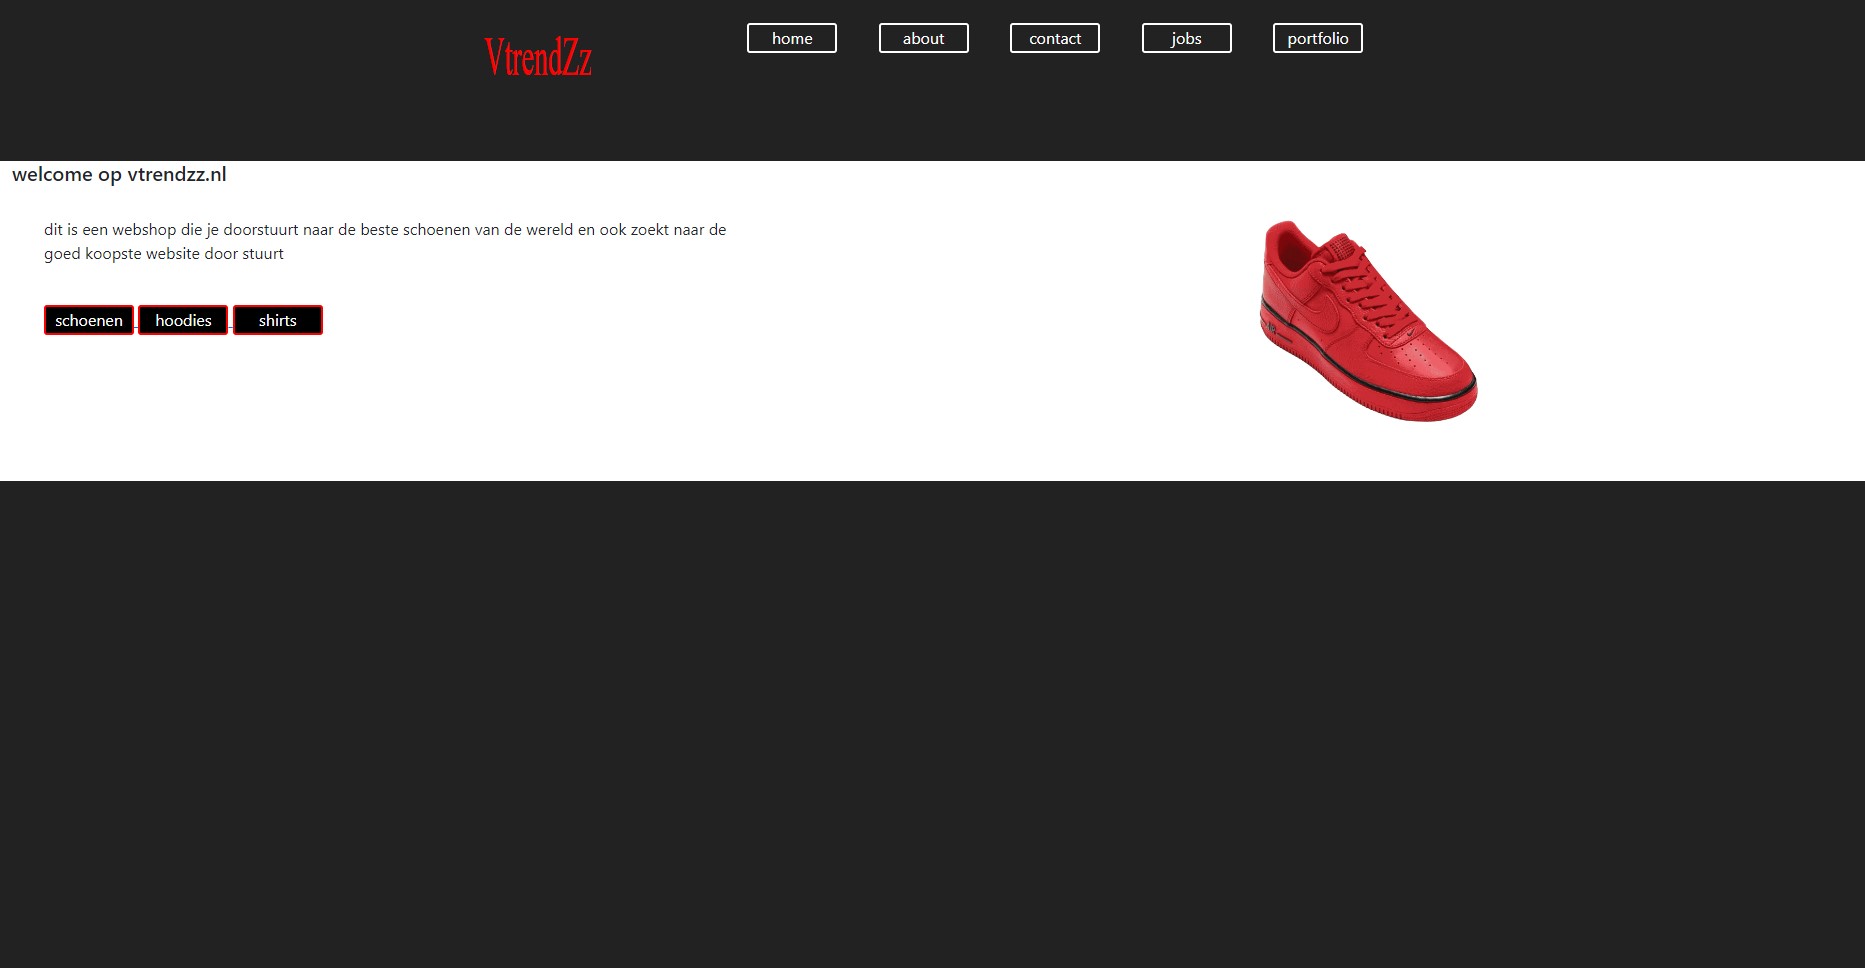 VtrendZz
home
about
contact
jobs
portfolio
welcome op vtrendzz.nl
dit is een webshop die je doorstuurt naar de beste schoenen van de wereld en ook zoekt naar de
goed koopste website door stuurt
schoenen
hoodies
shirts